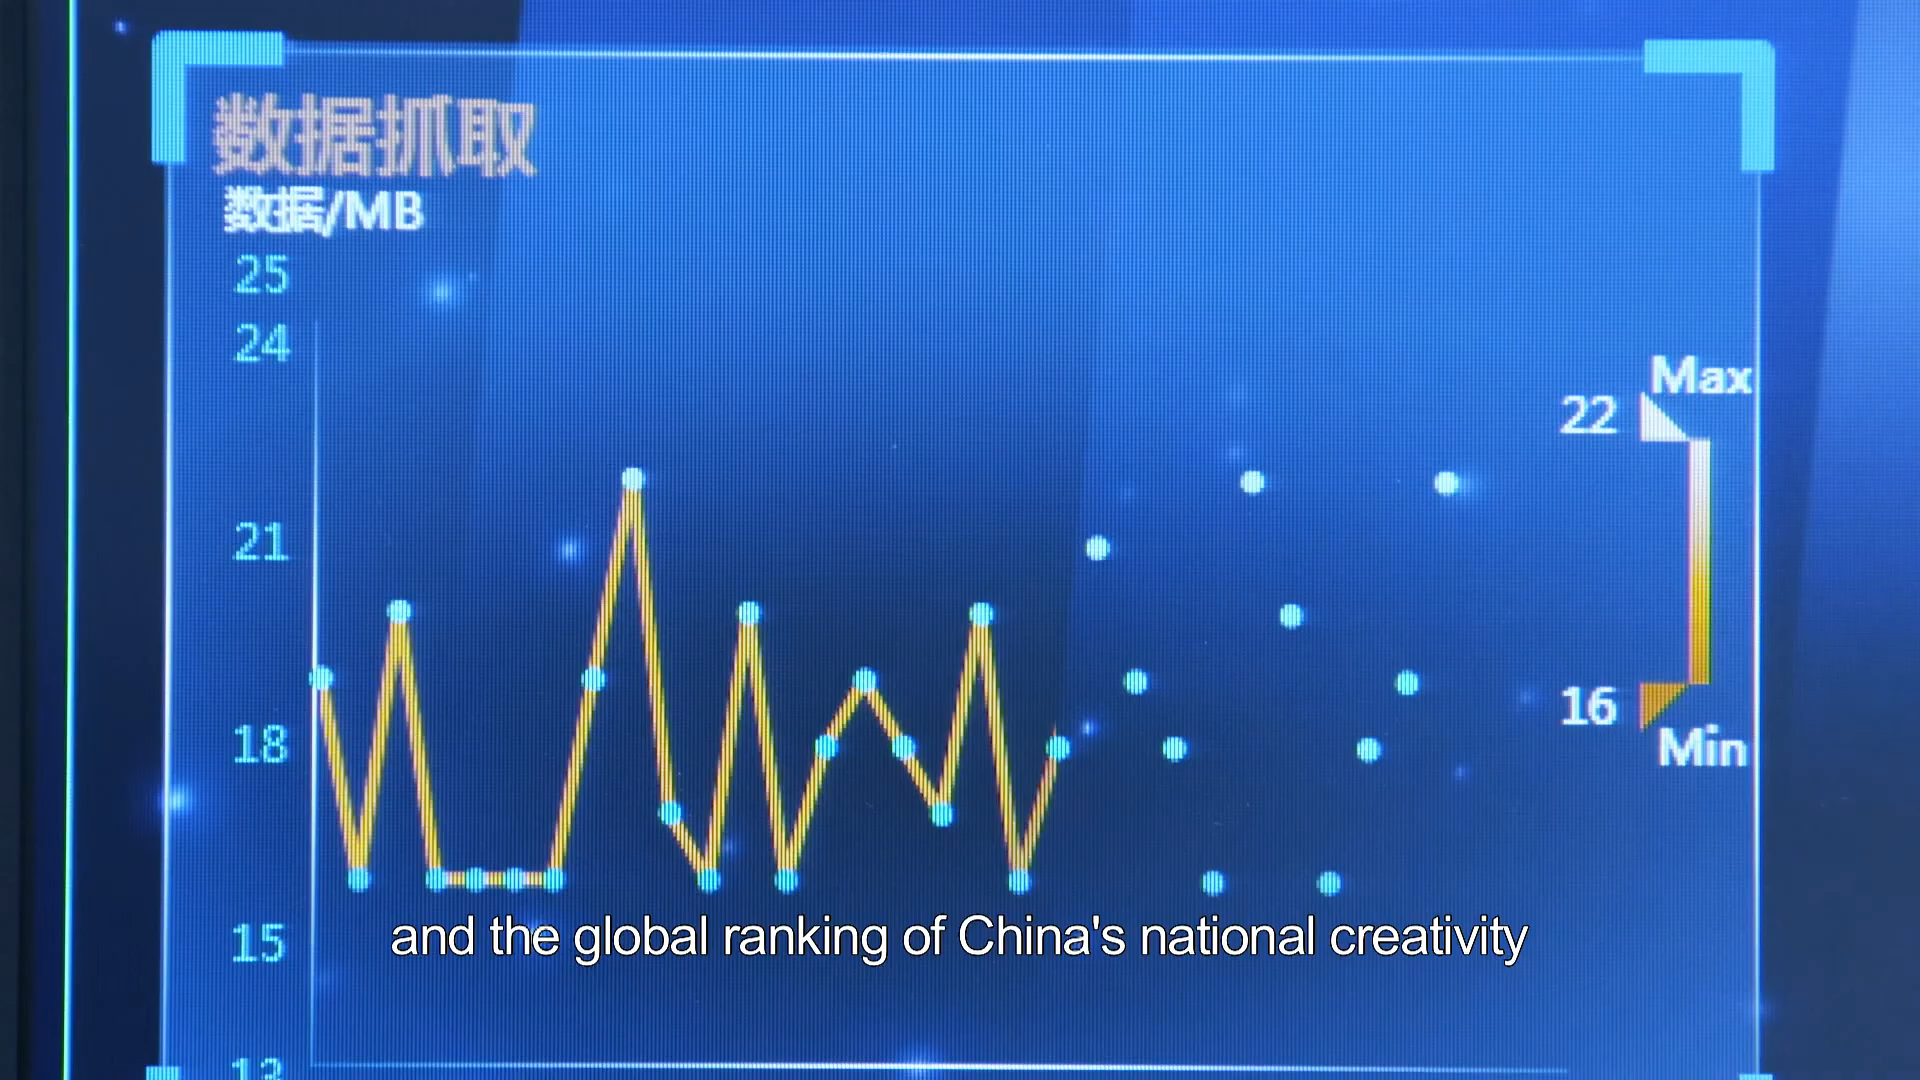 数据抓取
数据/MB
25
24
21
18
15
Max
22
16
Min
and the global ranking of China's national creativity